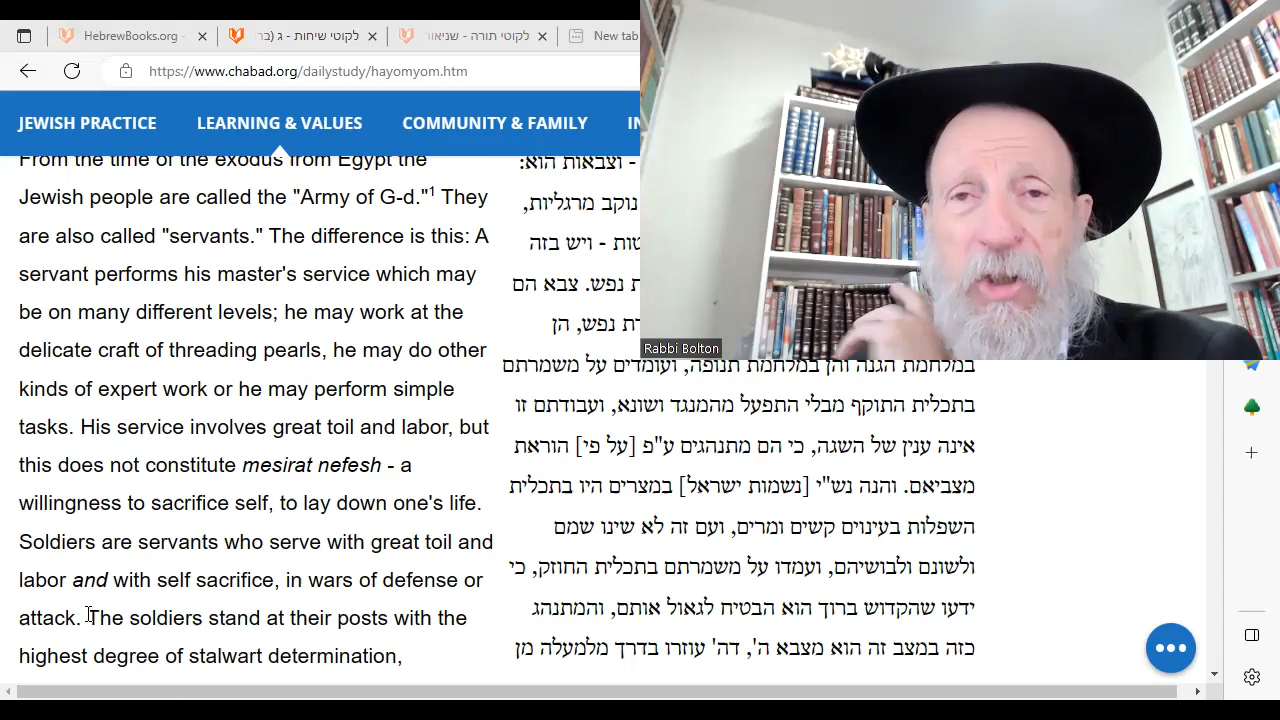 HebrewBooks.org -
לקוטי שיחות - ג (בר
לקוטי תורה - שניאור
New tab
https://www.chabad.org/dailystudy/hayomyom.htm
JEWISH PRACTICE
LEARNING & VALUES
COMMUNITY & FAMILY
IN
From the time of the exodus from Egypt the
Jewish people are called the "Army of G-d."1 They
are also called "servants." The difference is this: A
servant performs his master's service which may
be on many different levels; he may work at the
delicate craft of threading pearls, he may do other
kinds of expert work or he may perform simple
tasks. His service involves great toil and labor, but
this does not constitute mesirat nefesh - a
willingness to sacrifice self, to lay down one's life.
Soldiers are servants who serve with great toil and
labor and with self sacrifice, in wars of defense or
attack. The soldiers stand at their posts with the
highest degree of stalwart determination,
- וצבאות הוא:
נוקב מרגליות,
טות - ויש בזה
ת נפש. צבא הם
רת נפש, הן
במלחמת הגנה והן במלחמת תנופה, ועומדים על משמרתם
בתכלית התוקף מבלי התפעל מהמנגד ושונא, ועבודתם זו
אינה ענין של השגה, כי הם מתנהגים ע"פ [על פי] הוראת
מצביאם. והנה נש"י [נשמות ישראל] במצרים היו בתכלית
השפלות בעינוים קשים ומרים, ועם זה לא שינו שמם
ולשונם ולבושיהם, ועמדו על משמרתם בתכלית החוזק, כי
ידעו שהקדוש ברוך הוא הבטיח לגאול אותם, והמתנהג
כזה במצב זה הוא מצבא ה', דה' עוזרו בדרך מלמעלה מן
Rabbi Bolton